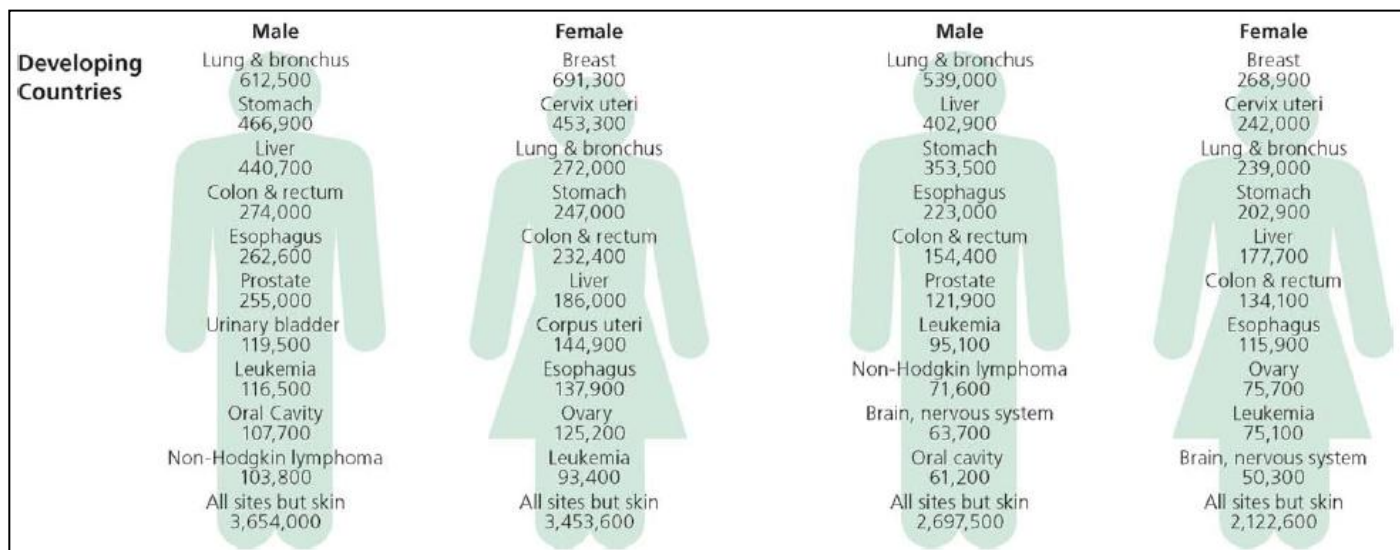 Male
Female
Male
Female
Developing
Countries
Lung & bronchus
612,500
Stomach
466,900
Liver
440,700
Colon & rectum
274,000
Esophagus
262,600
Prostate
255,000
Urinary bladder
119,500
Leukemia
116,500
Oral Cavity
107,700
Non-Hodgkin lymphoma
103,800
All sites but skin
3,654,000
Breast
691,300
Cervix uteri
453,300
Lung & bronchus
272,000
Stomach
247,000
Colon & rectum
232,400
Liver
186,000
Corpus uteri
144,900
Esophagus
137,900
Ovary
125,200
Leukemia
93,400
All sites but skin
3,453,600
Lung & bronchus
539,000
Liver
402,900
Stomach
353,500
Esophagus
223,000
Colon & rectum
154,400
Prostate
121,900
Leukemia
95,100
Non-Hodgkin lymphoma
71,600
Brain, nervous system
63,700
Oral cavity
61,200
All sites but skin
2,697,500
Breast
268,900
Cervix uteri
242,000
Lung & bronchus
239,000
Stomach
202,900
Liver
177,700
Colon & rectum
134,100
Esophagus
115,900
Ovary
75,700
Leukemia
75,100
Brain, nervous system
50,300
All sites but skin
2,122,600